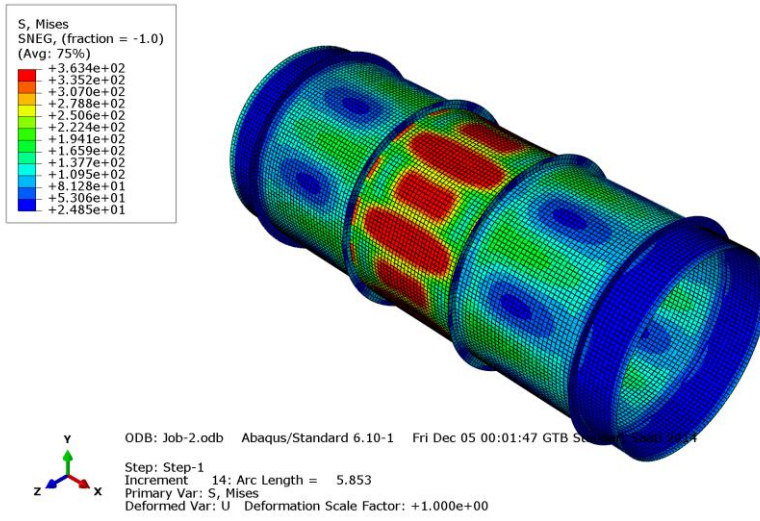 S, Mises
SNEG, (fraction = -1.0)
(Avg: 75%)
+3.634e+02
+3.352e+02
+3.070e+02
+2.788e+02
+2.506e+02
+2.224e+02
+1.941e+02
+1.659e+02
+1.377e+02
+1.095e+02
+8.128e+01
+5.306e+01
+2.485e+01
Y
Z
X
ODB: Job-2.odb Abaqus/Standard 6.10-1 Fri Dec 05 00:01:47 GTB 2014
Step: Step-1
Increment 14: Arc Length = 5.853
Primary Var: S, Mises
Deformed Var: U Deformation Scale Factor: +1.000e+00